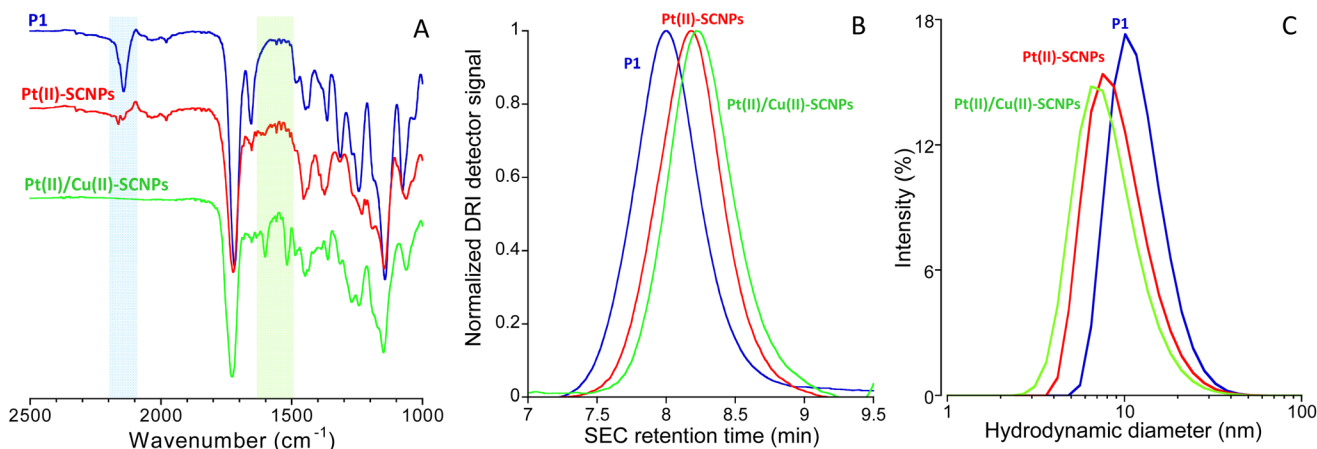 A
P1
Pt(II)-SCNPs
Pt(II)/Cu(II)-SCNPs
2500
2000
1500
1000
Wavenumber (cm⁻¹)
B
Pt(II)-SCNPs
P1
Pt(II)/Cu(II)-SCNPs
Normalized DRI detector signal
1
0.8
0.6
0.4
0.2
0
7
7.5
8
8.5
9
9.5
SEC retention time (min)
C
P1
Pt(II)-SCNPs
Pt(II)/Cu(II)-SCNPs
Intensity (%)
18
12
6
0
1
10
100
Hydrodynamic diameter (nm)